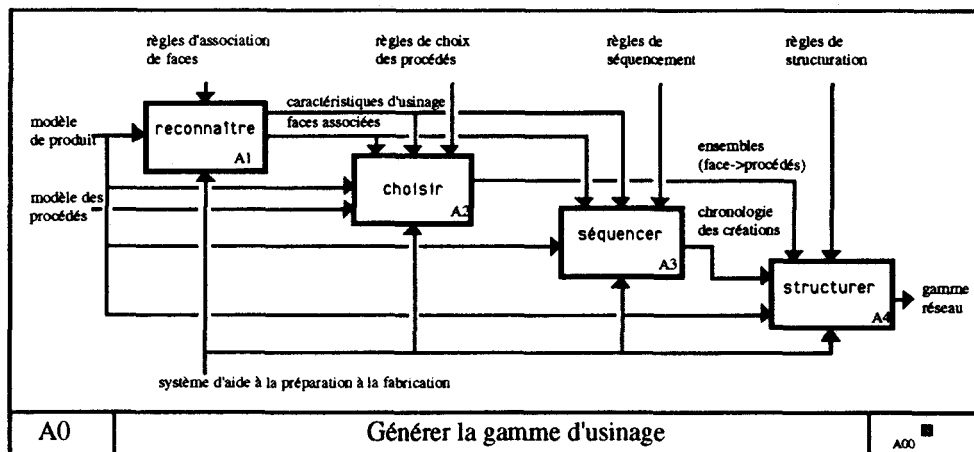 règles d'association
de faces
règles de choix
des procédés
règles de
séquencement
règles de
structuration
modèle
de produit
reconnaître
A1
caractéristiques d'usinage
faces associées
modèle des
procédés
choisir
A2
ensembles
(face->procédés)
séquencer
A3
chronologie
des créations
structurer
A4
gamme
réseau
système d'aide à la préparation à la fabrication
A0
Générer la gamme d'usinage
A00